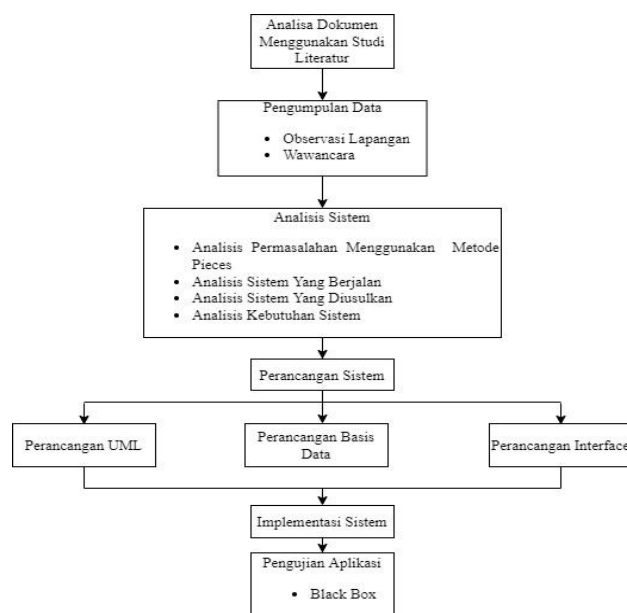 Analisa Dokumen
Menggunakan Studi
Literatur
Pengumpulan Data
• Observasi Lapangan
• Wawancara
Analisis Sistem
• Analisis Permasalahan Menggunakan Metode
Pieces
• Analisis Sistem Yang Berjalan
• Analisis Sistem Yang Diusulkan
• Analisis Kebutuhan Sistem
Perancangan Sistem
Perancangan UML
Perancangan Basis
Data
Perancangan Interface
Implementasi Sistem
Pengujian Aplikasi
• Black Box